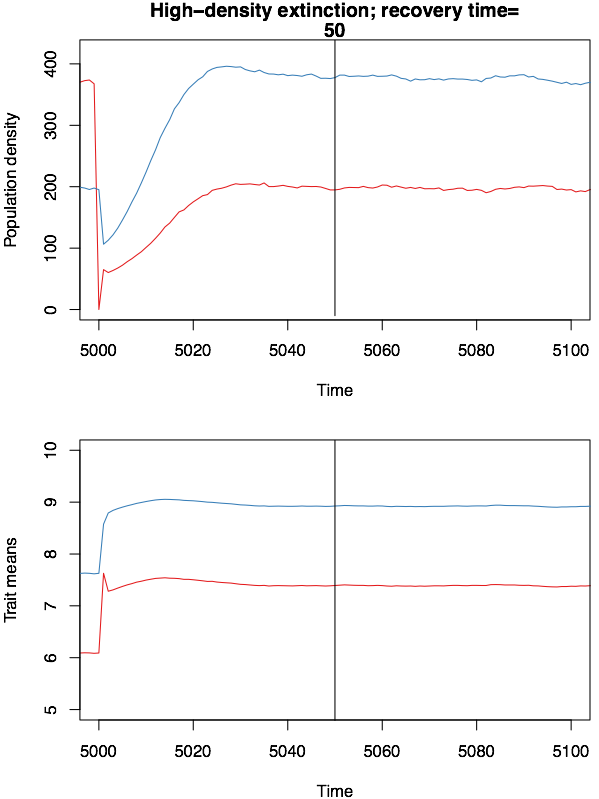 High−density extinction; recovery time=
50
Population density
400
300
200
100
0
5000 5020 5040 5060 5080 5100
Time
Trait means
10
9
8
7
6
5
5000 5020 5040 5060 5080 5100
Time